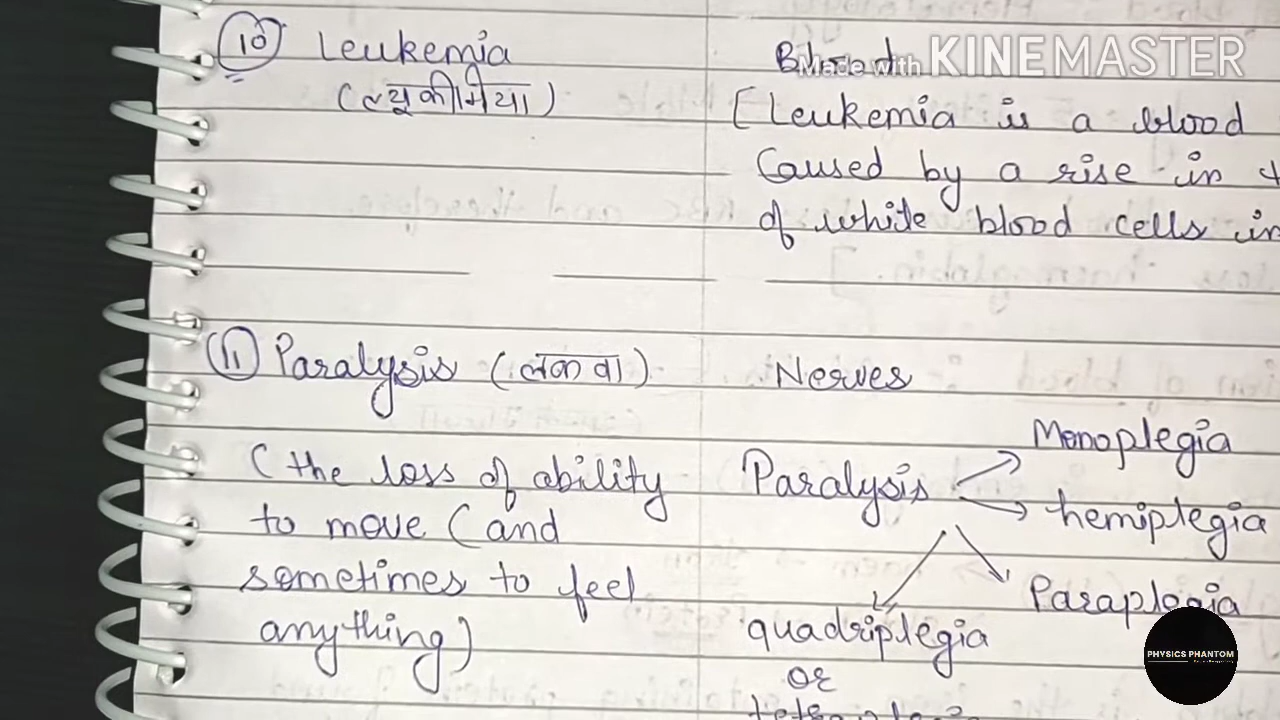 10 Leukemia
(ल्यूकीमिया)
Blood
Made with KINEMASTER
[Leukemia is a blood
Caused by a rise in
of white blood cells in
11 Paralysis (लकवा)
Nerves
(the loss of ability
to move (and
sometimes to feel
anything)
Paralysis
Monoplegia
hemiplegia
Paraplegia
quadriplegia
or
PHYSICS PHANTOM